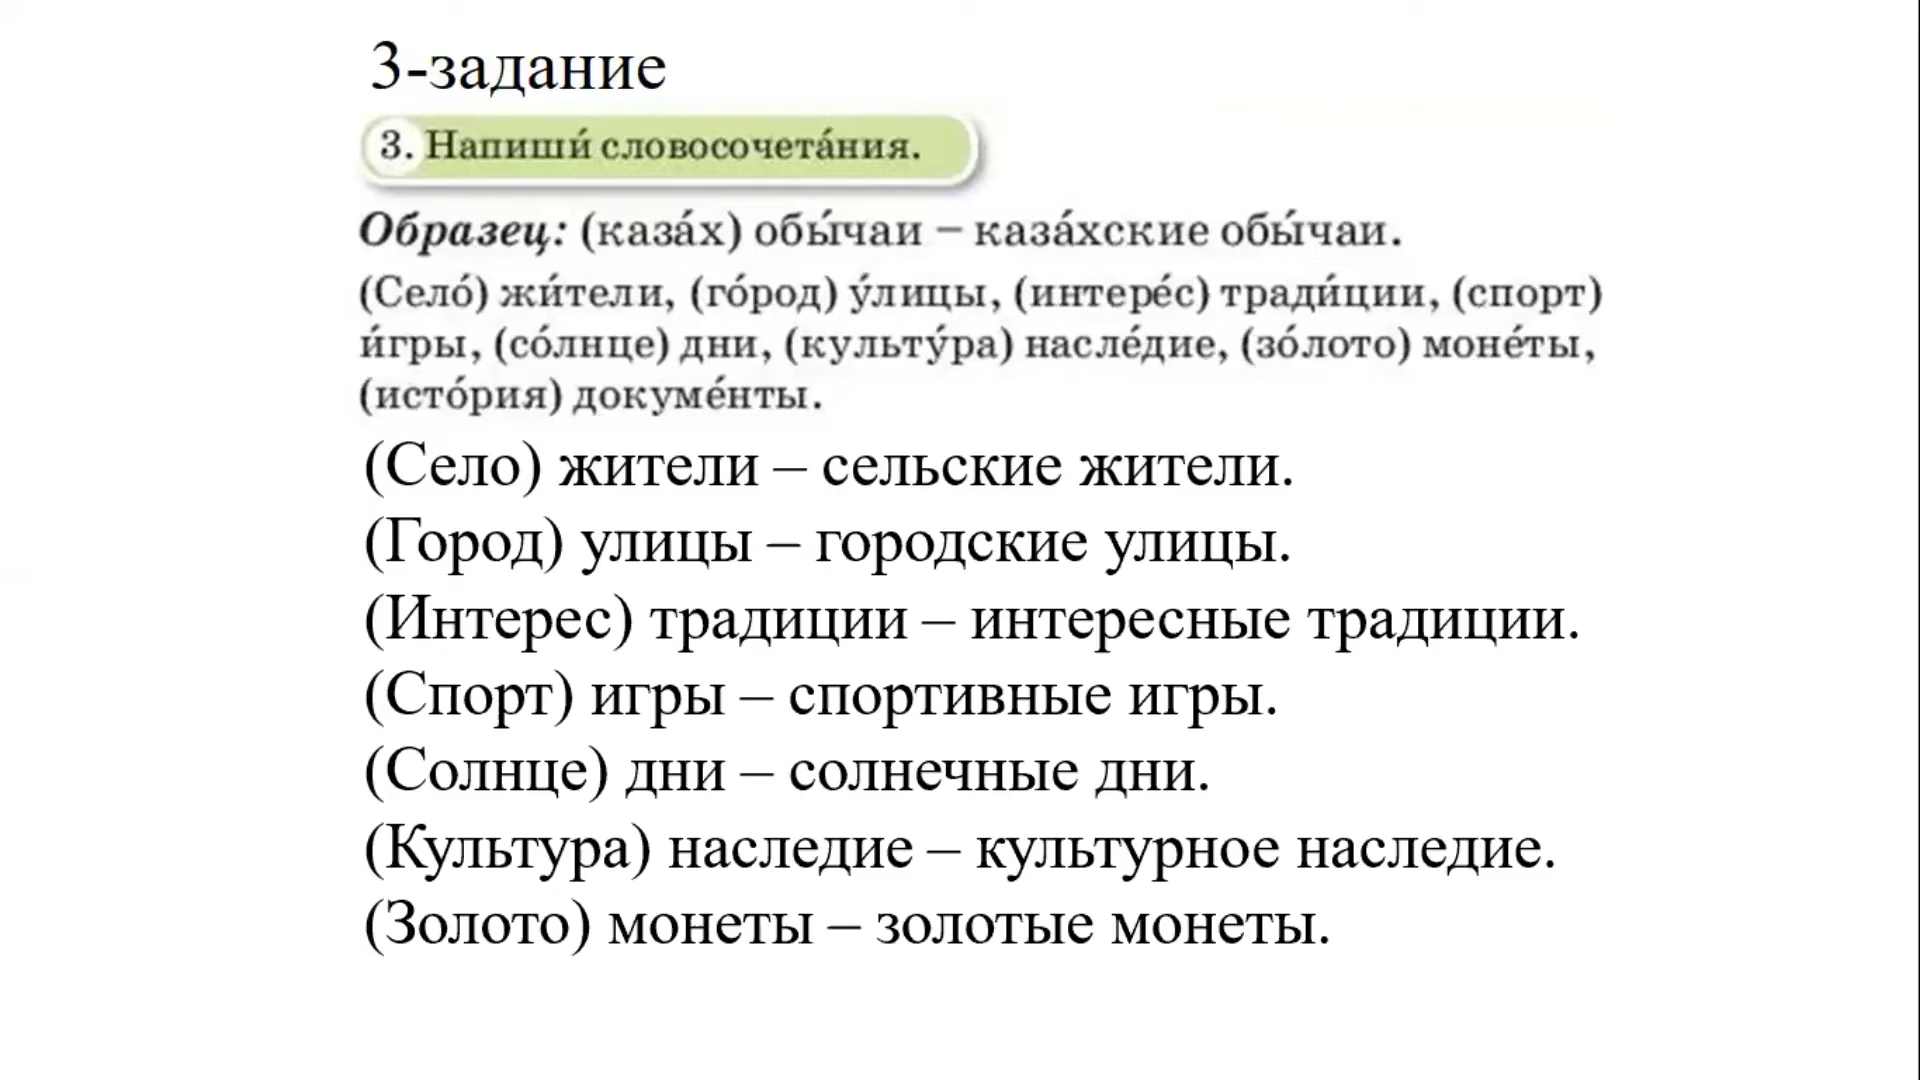 3-задание
3. Напиши́ словосочета́ния.
Образец: (каза́х) обы́чаи – каза́хские обы́чаи.
(Село́) жи́тели, (го́род) у́лицы, (интере́с) тради́ции, (спорт)
и́гры, (со́лнце) дни, (культу́ра) насле́дие, (зо́лото) моне́ты,
(исто́рия) докуме́нты.
(Село) жители – сельские жители.
(Город) улицы – городские улицы.
(Интерес) традиции – интересные традиции.
(Спорт) игры – спортивные игры.
(Солнце) дни – солнечные дни.
(Культура) наследие – культурное наследие.
(Золото) монеты – золотые монеты.